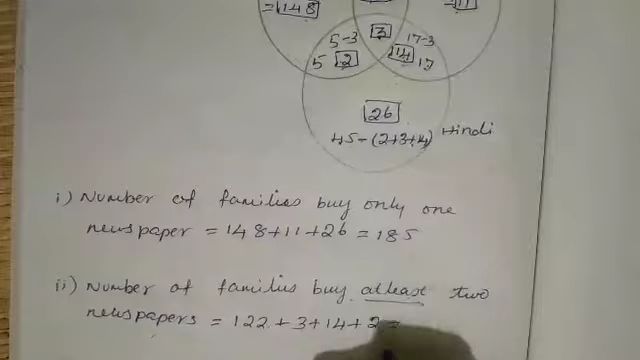 = 148
11
5-3
3
17-3
5
2
14
17
26
45-(2+3+14)
Hindi
i) Number of families buy only one
newspaper = 148+11+26 = 185
ii) Number of families buy atleast two
newspapers = 122 + 3 + 14 + 2 =